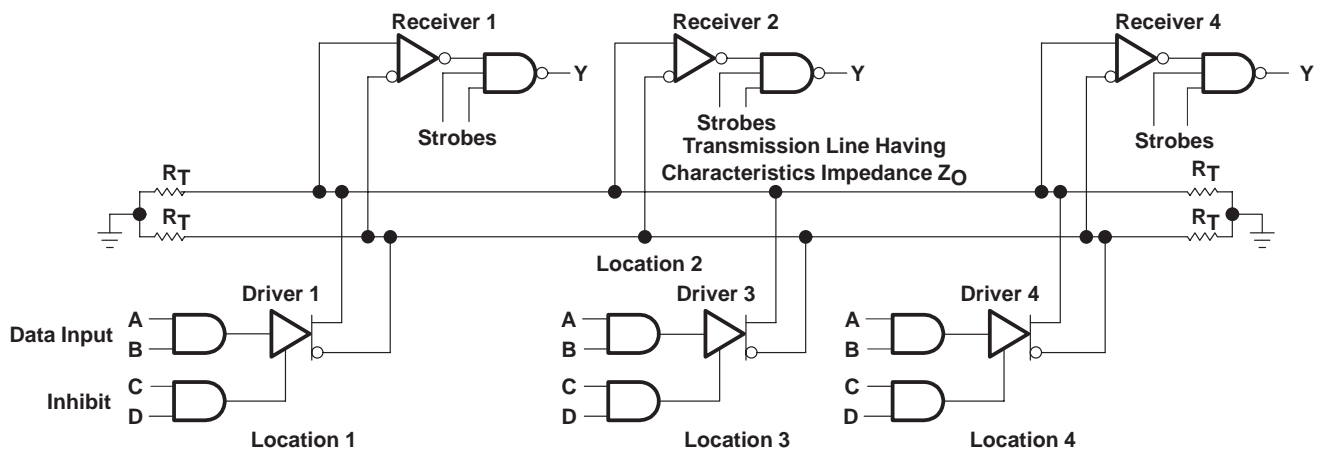 Receiver 1
Receiver 2
Receiver 4
Y
Y
Y
Strobes
Strobes
Strobes
Transmission Line Having
Characteristics Impedance ZO
RT
RT
RT
RT
Location 2
Driver 1
Driver 3
Driver 4
Data Input
A
B
A
B
A
B
Inhibit
C
D
C
D
C
D
Location 1
Location 3
Location 4